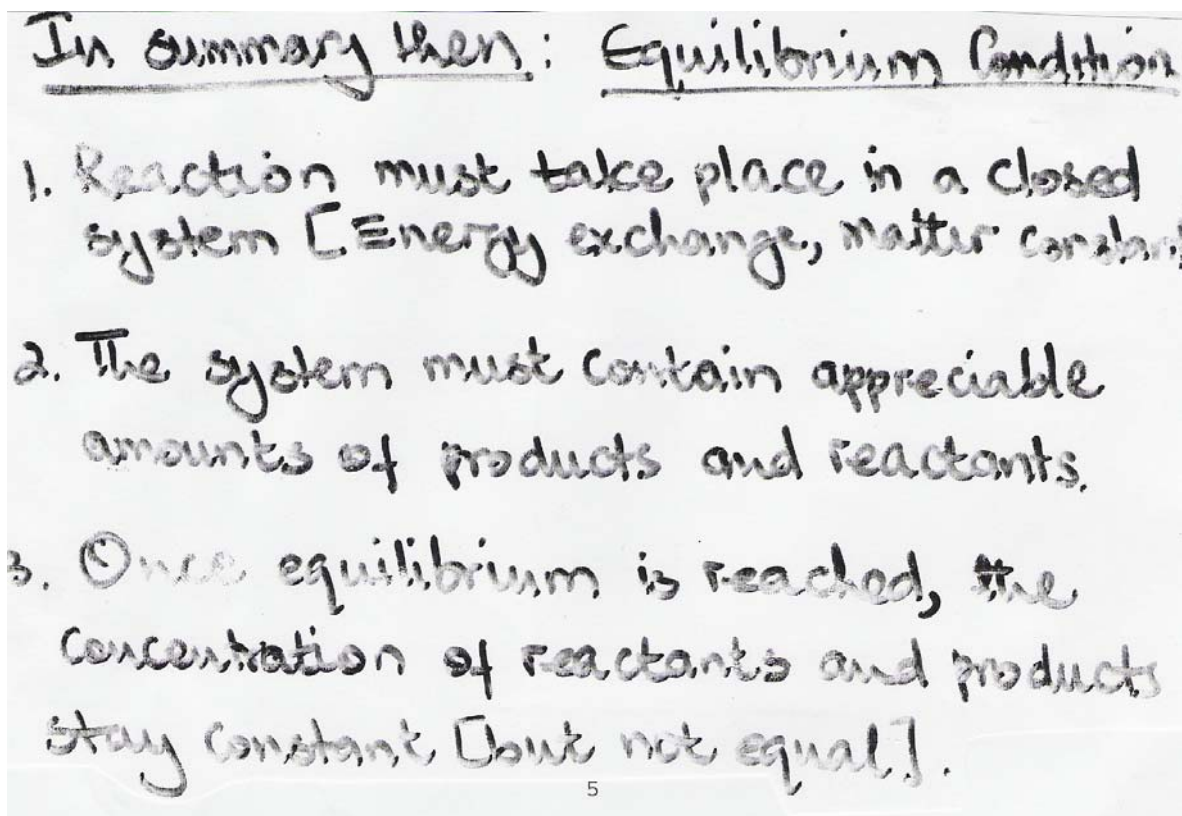 In summary then: Equilibrium Condition
1. Reaction must take place in a closed
system [Energy exchange, matter constant
2. The system must contain appreciable
amounts of products and reactants.
3. Once equilibrium is reached, the
concentration of reactants and products
stay constant [but not equal].
5